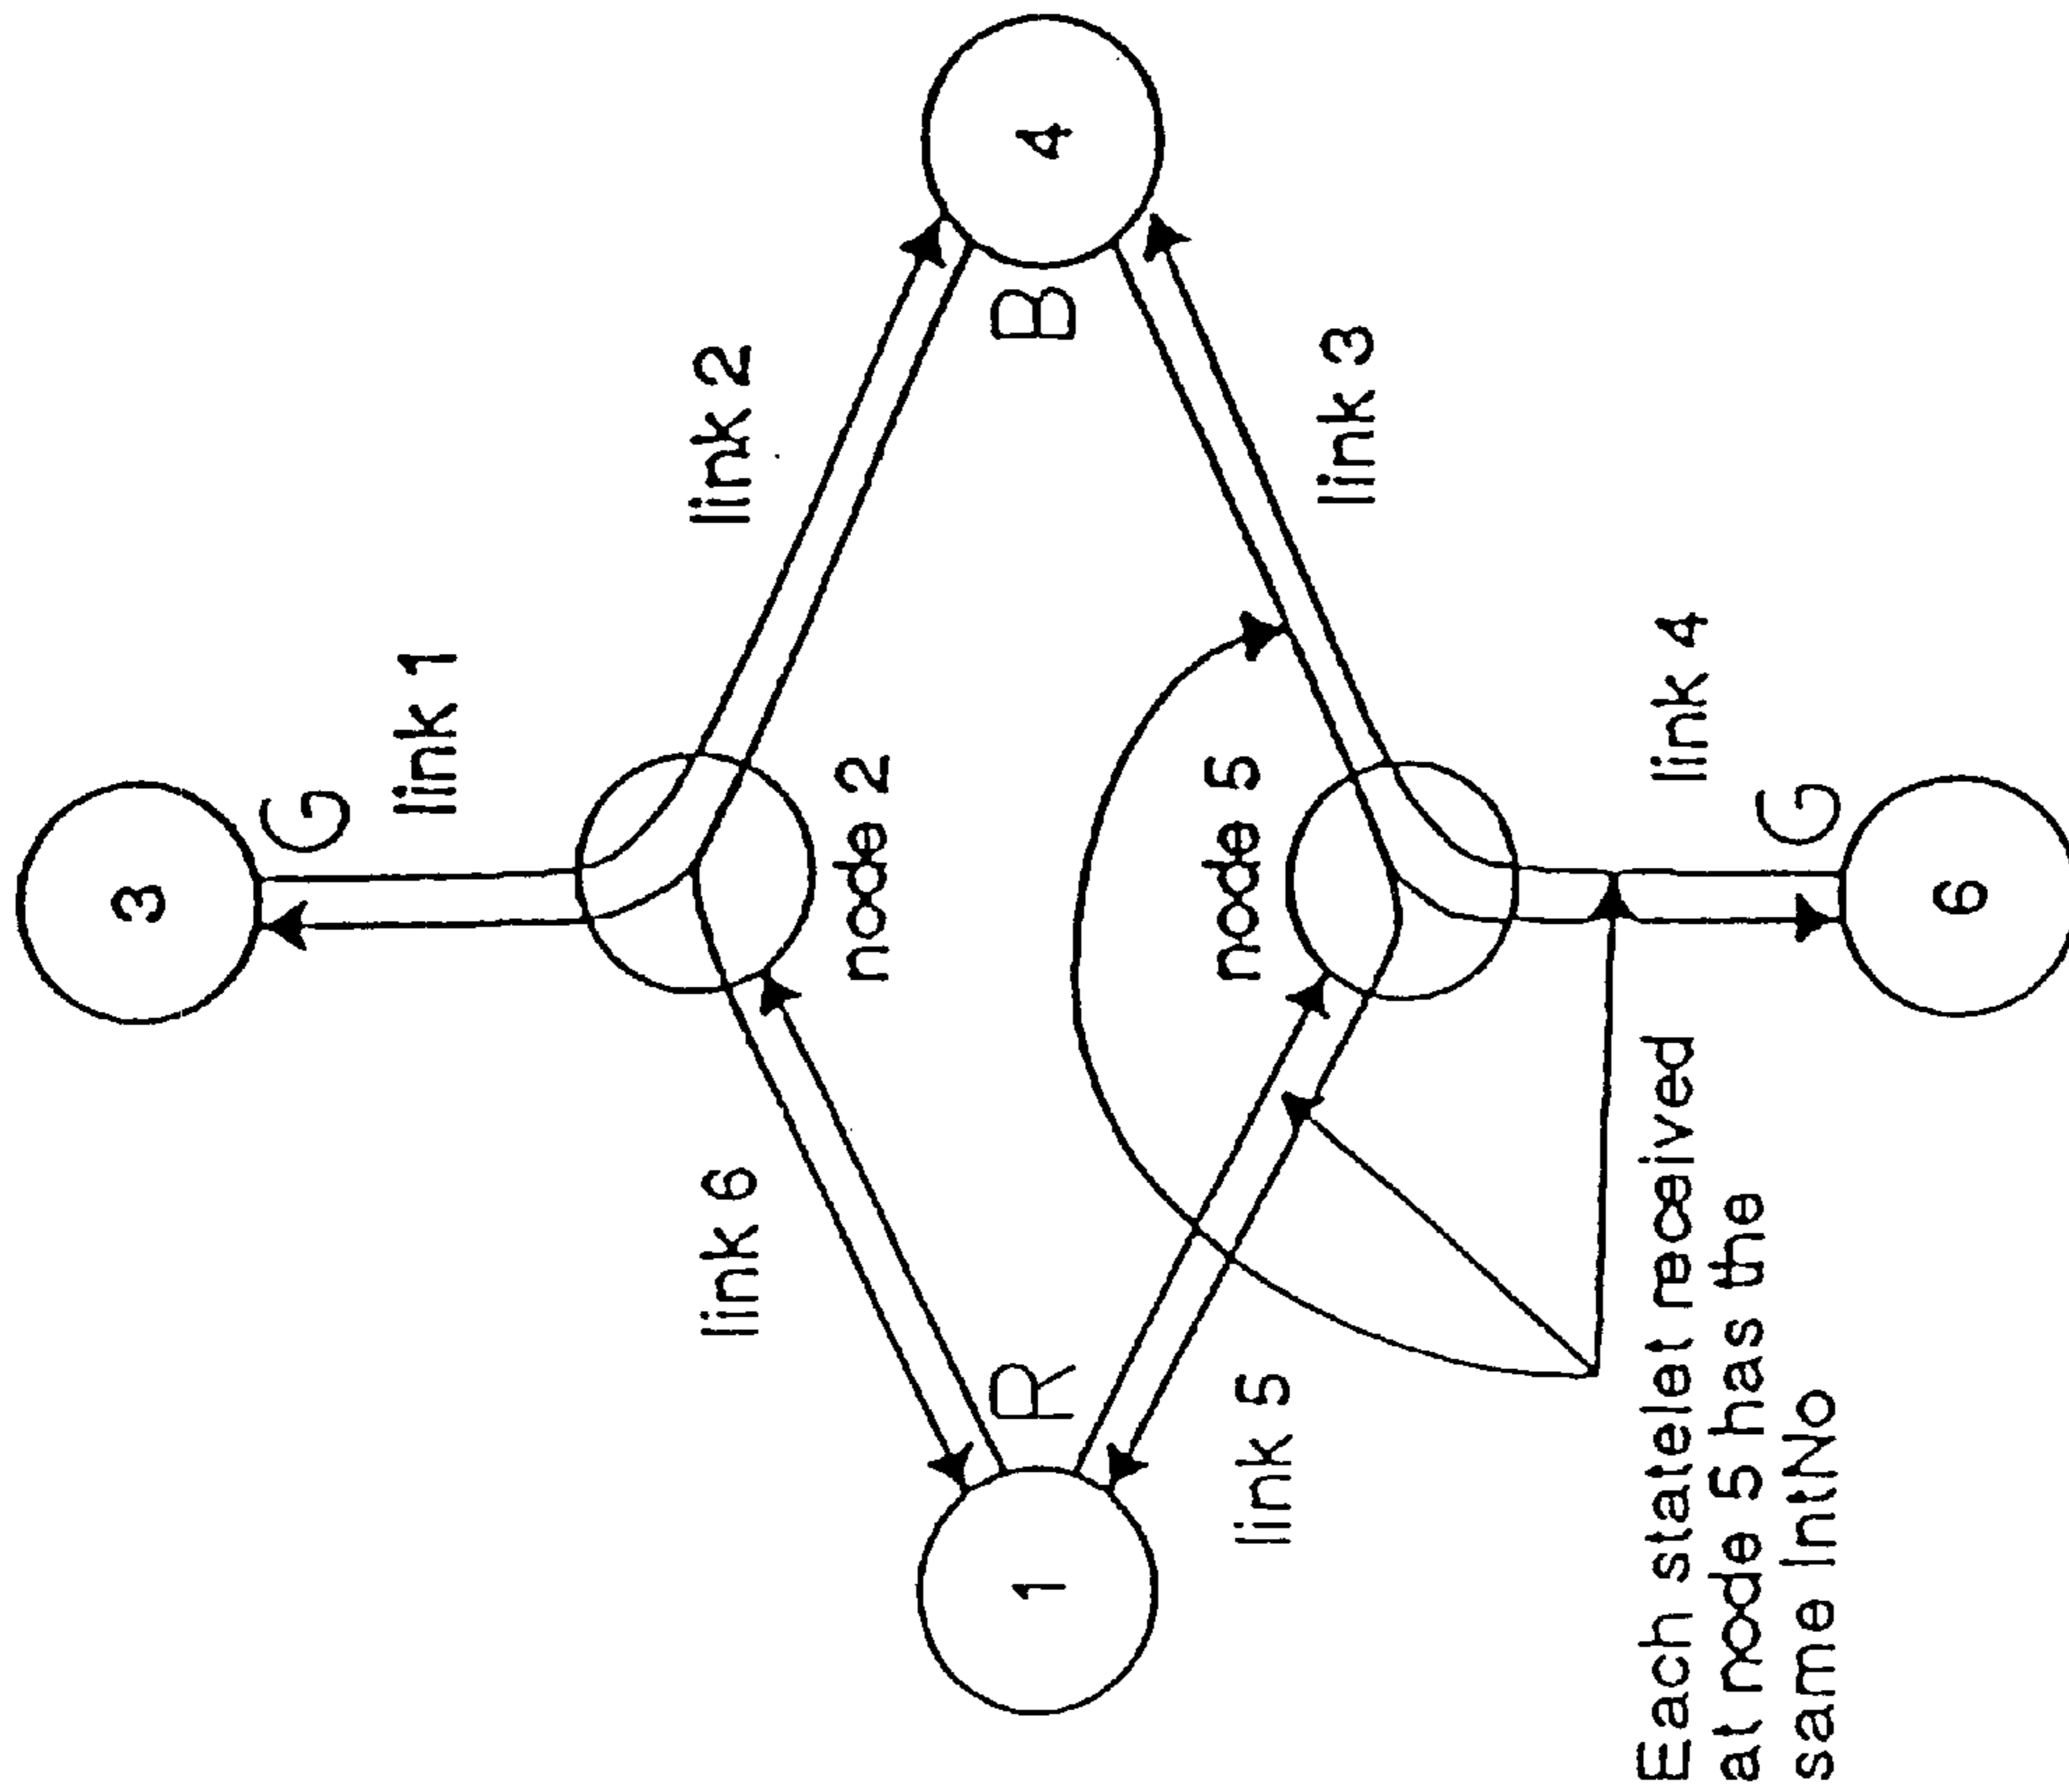 3
G
link 1
link 2
4
B
node 2
link 6
R
1
node 5
link 3
link 5
link 4
G
6
Each statelet received
at node 5 has the
same IntNo